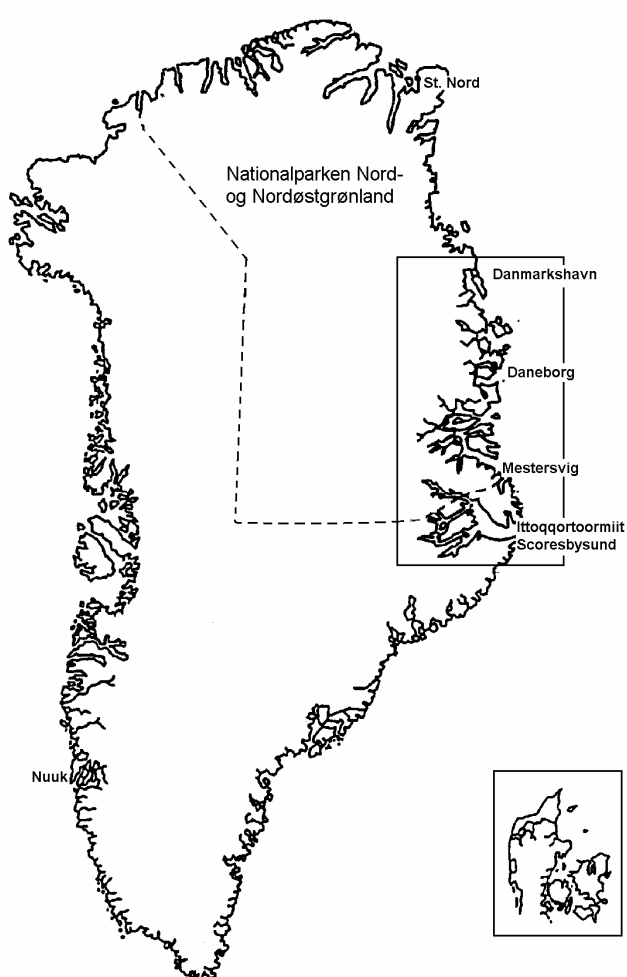 St. Nord
Nationalparken Nord-
og Nordøstgrønland
Danmarkshavn
Daneborg
Mestersvig
Ittoqqortoormiit
Scoresbysund
Nuuk